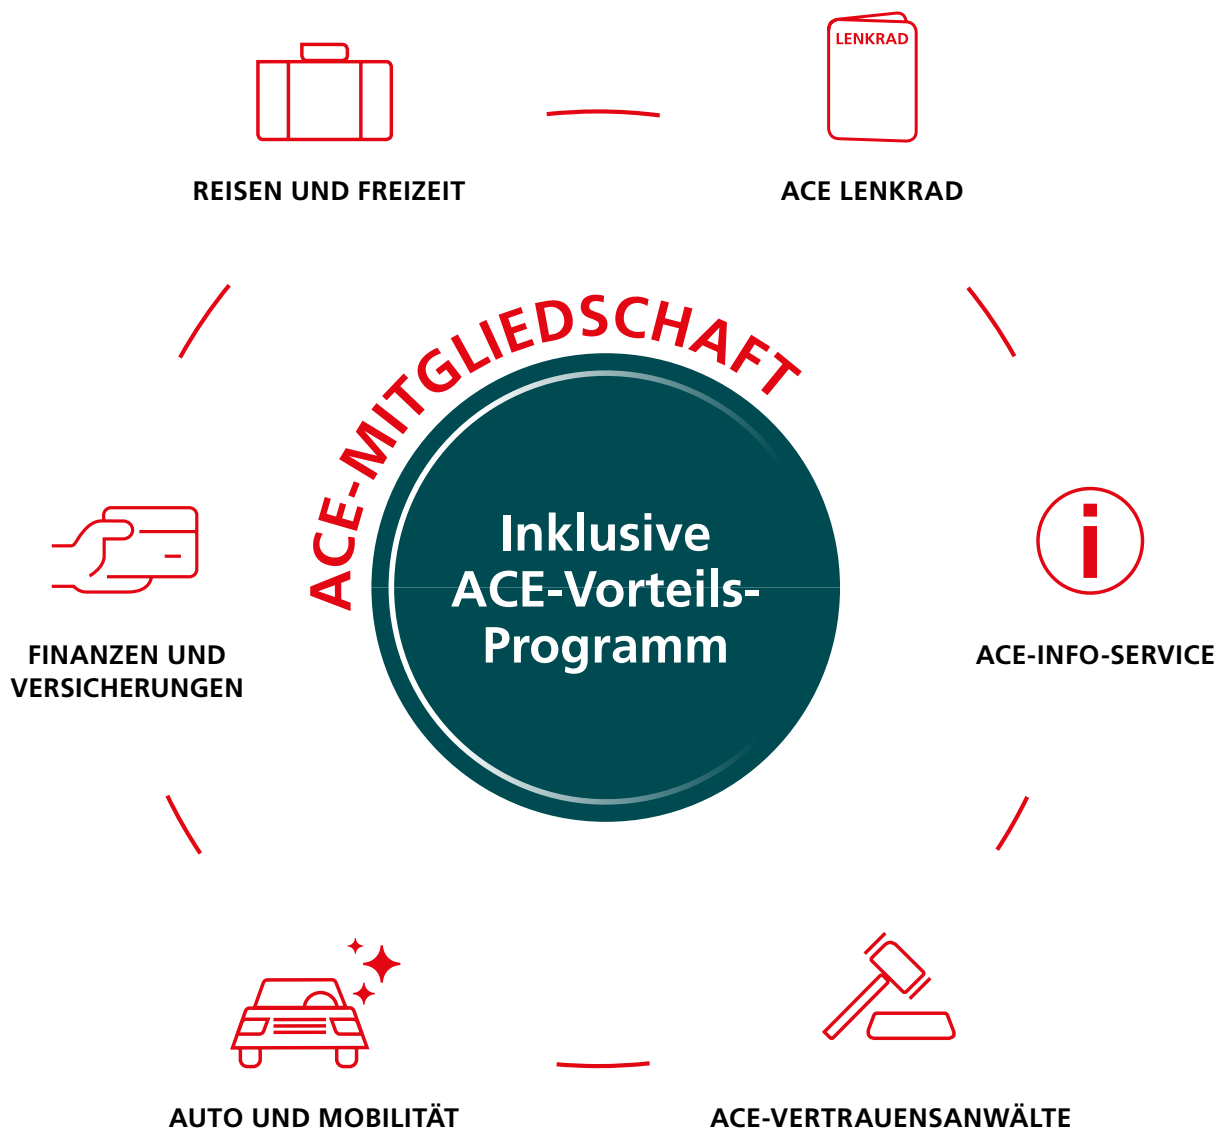 LENKRAD
REISEN UND FREIZEIT
ACE LENKRAD
ACE-MITGLIEDSCHAFT
Inklusive
ACE-Vorteils-
Programm
FINANZEN UND
VERSICHERUNGEN
ACE-INFO-SERVICE
AUTO UND MOBILITÄT
ACE-VERTRAUENSANWÄLTE